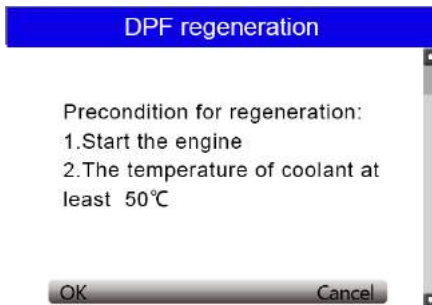 DPF regeneration
Precondition for regeneration:
1.Start the engine
2.The temperature of coolant at
least 50℃
OK Cancel